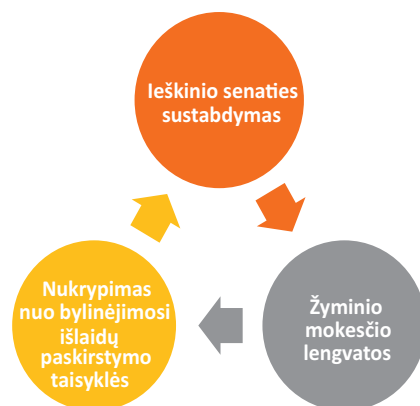 Ieškinio senaties
sustabdymas
Žyminio
mokesčio
lengvatos
Nukrypimas
nuo bylinėjimosi
išlaidų
paskirstymo
taisyklės